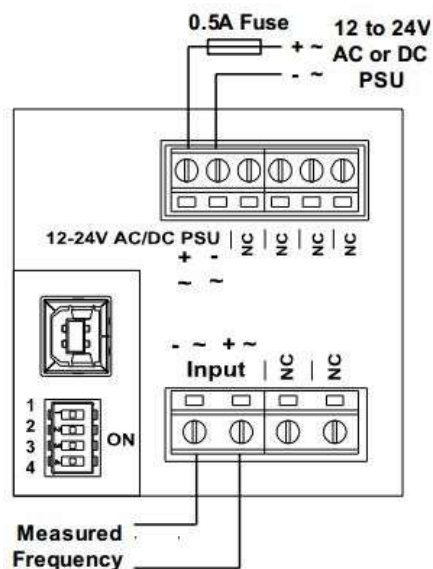 0.5A Fuse
+ ~
- ~
12 to 24V
AC or DC
PSU
12-24V AC/DC PSU | NC | NC | NC | NC
+ -
~ ~
- ~ + ~
Input | NC | NC
1
2
3
4
ON
Measured
Frequency